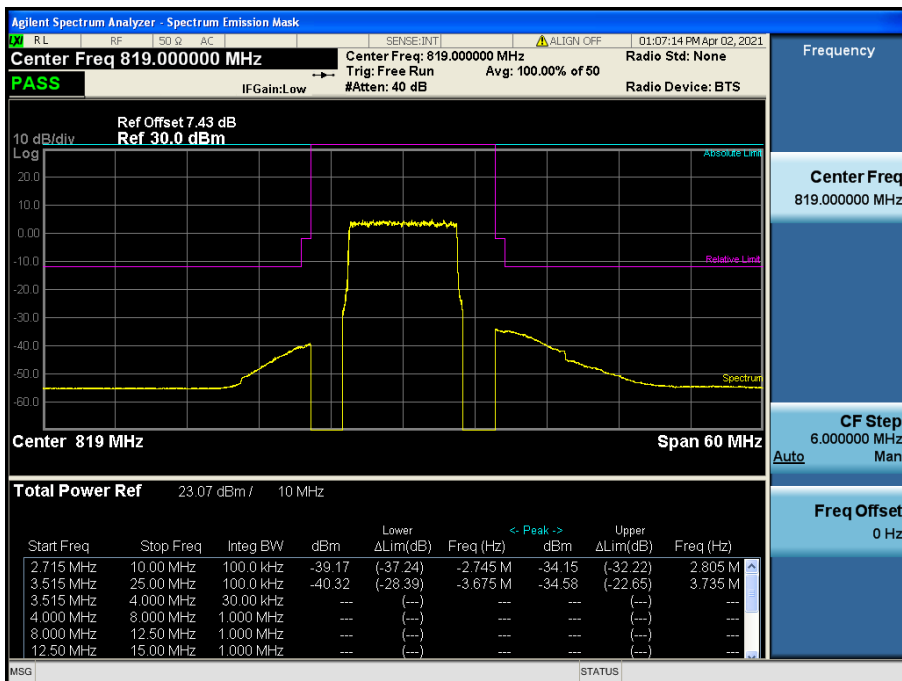 Agilent Spectrum Analyzer - Spectrum Emission Mask
LXI RL RF 50 Ω AC SENSE:INT ALIGN OFF 01:07:14 PM Apr 02, 2021
Center Freq 819.000000 MHz
Center Freq: 819.000000 MHz Radio Std: None
Trig: Free Run Avg: 100.00% of 50
PASS IFGain:Low #Atten: 40 dB Radio Device: BTS
Frequency
Ref Offset 7.43 dB
10 dB/div Ref 30.0 dBm
Log
Absolute Limit
20.0
10.0
0.00
-10.0
Relative Limit
-20.0
-30.0
-40.0
-50.0
Spectrum
-60.0
Center 819 MHz Span 60 MHz
Center Freq
819.000000 MHz
CF Step
6.000000 MHz
Auto Man
Freq Offset
0 Hz
Total Power Ref 23.07 dBm / 10 MHz
Lower <- Peak -> Upper
Start Freq Stop Freq Integ BW dBm ΔLim(dB) Freq (Hz) dBm ΔLim(dB) Freq (Hz)
2.715 MHz 10.00 MHz 100.0 kHz -39.17 (-37.24) -2.745 M -34.15 (-32.22) 2.805 M
3.515 MHz 25.00 MHz 100.0 kHz -40.32 (-28.39) -3.675 M -34.58 (-22.65) 3.735 M
3.515 MHz 4.000 MHz 30.00 kHz --- (---) --- --- (---) ---
4.000 MHz 8.000 MHz 1.000 MHz --- (---) --- --- (---) ---
8.000 MHz 12.50 MHz 1.000 MHz --- (---) --- --- (---) ---
12.50 MHz 15.00 MHz 1.000 MHz --- (---) --- --- (---) ---
MSG STATUS